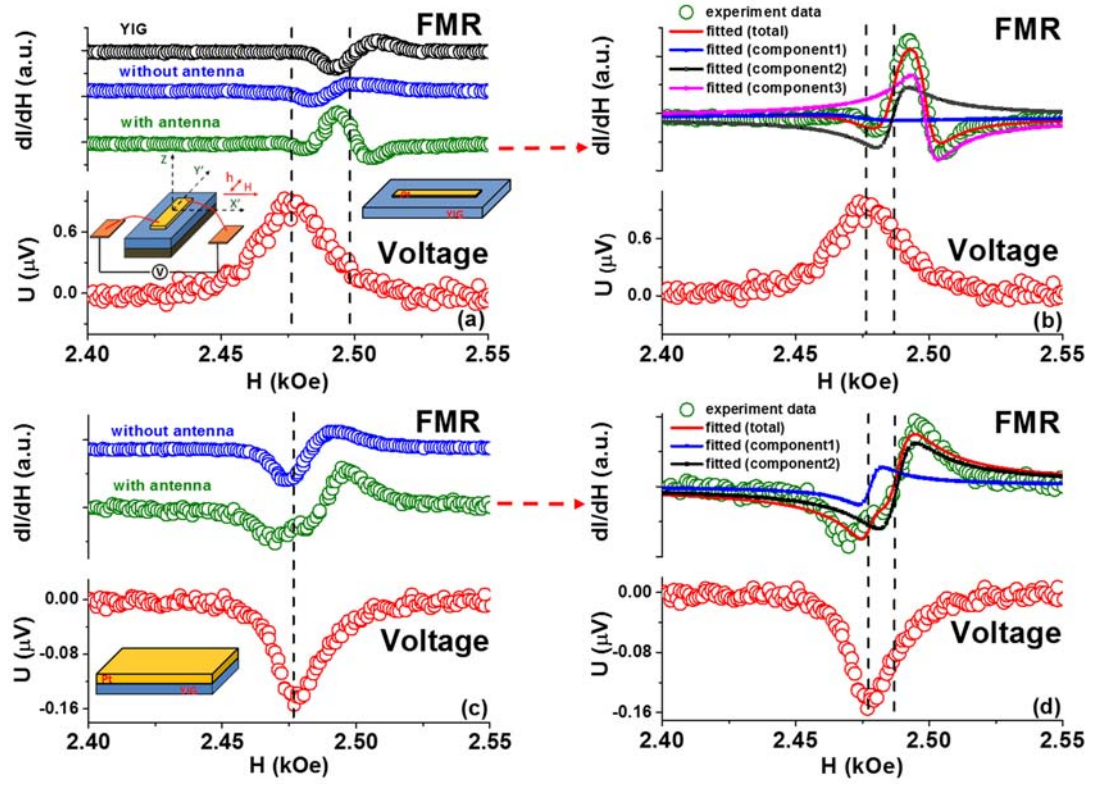 YIG
FMR
without antenna
with antenna
dI/dH (a.u.)
Z
Y'
h
H
X'
V
Pt
YIG
0.6
0.0
U (μV)
Voltage
(a)
2.40
2.45
2.50
2.55
H (kOe)
experiment data
FMR
fitted (total)
fitted (component1)
fitted (component2)
fitted (component3)
dI/dH (a.u.)
0.6
0.0
U (μV)
Voltage
(b)
2.40
2.45
2.50
2.55
H (kOe)
without antenna
FMR
with antenna
dI/dH (a.u.)
0.00
-0.08
-0.16
U (μV)
Voltage
Pt
YIG
(c)
2.40
2.45
2.50
2.55
H (kOe)
experiment data
FMR
fitted (total)
fitted (component1)
fitted (component2)
dI/dH (a.u.)
0.00
-0.08
-0.16
U (μV)
Voltage
(d)
2.40
2.45
2.50
2.55
H (kOe)